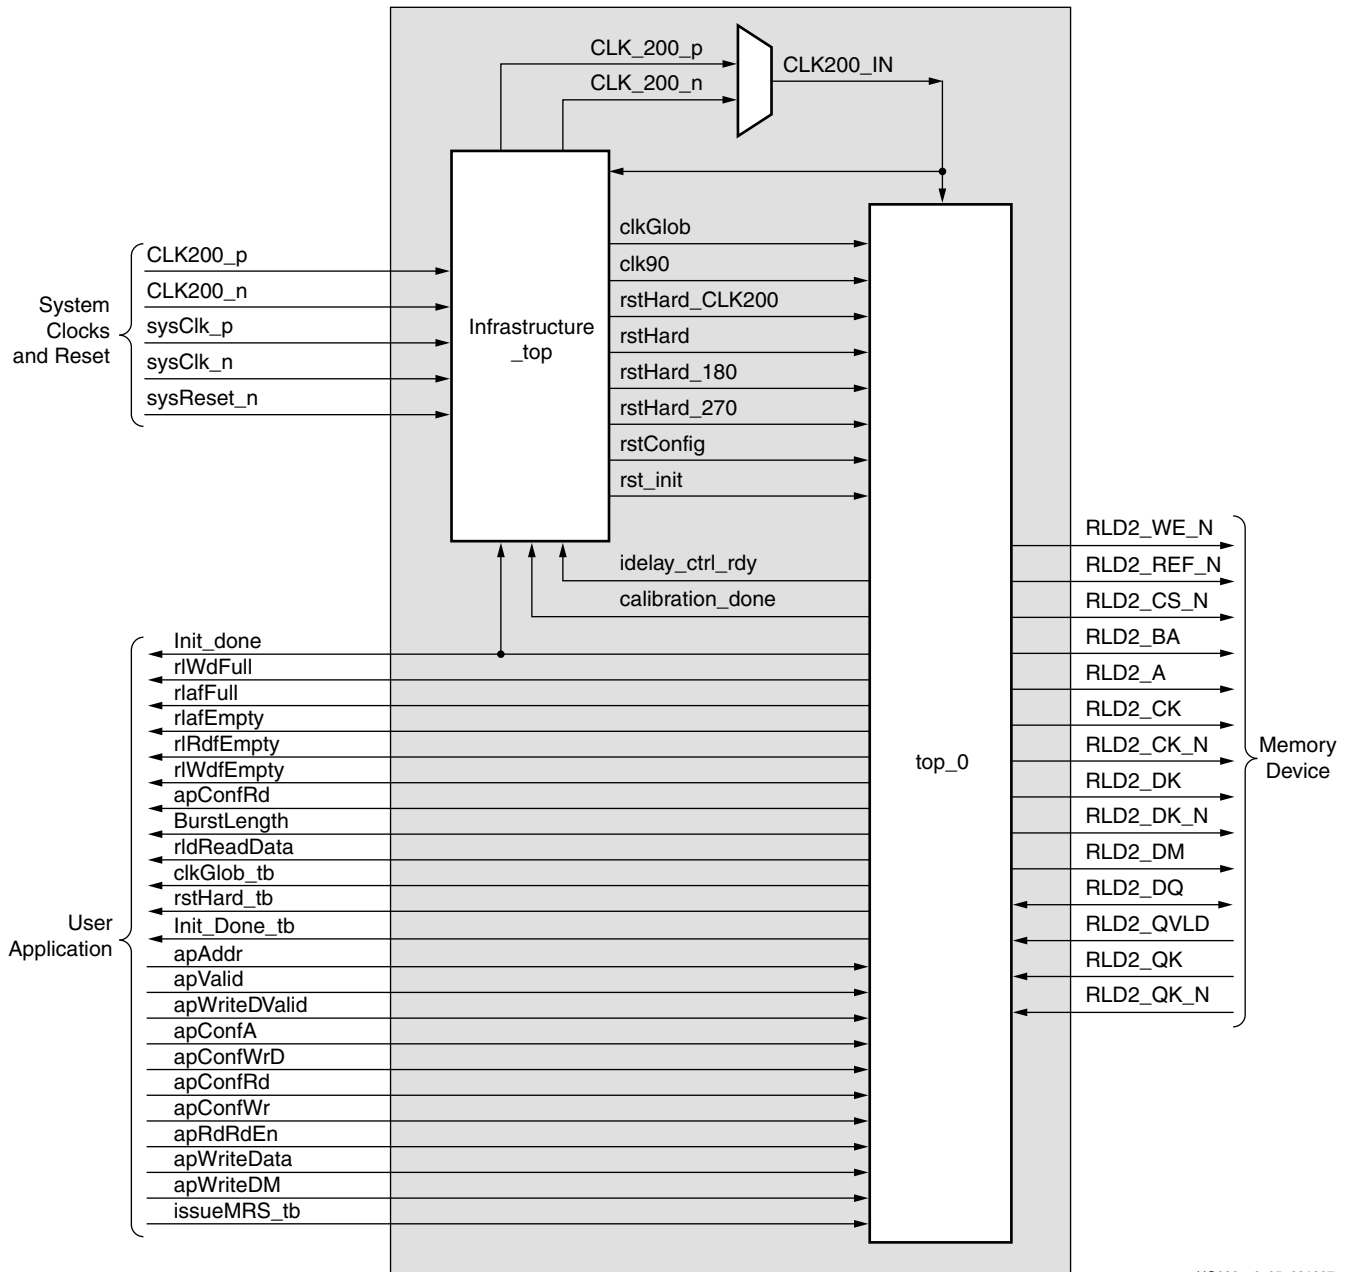 CLK_200_p
CLK_200_n
CLK200_IN
System
Clocks
and Reset
CLK200_p
CLK200_n
sysClk_p
sysClk_n
sysReset_n
Infrastructure
_top
clkGlob
clk90
rstHard_CLK200
rstHard
rstHard_180
rstHard_270
rstConfig
rst_init
idelay_ctrl_rdy
calibration_done
top_0
User
Application
Init_done
rlWdFull
rlafFull
rlafEmpty
rlRdfEmpty
rlWdfEmpty
apConfRd
BurstLength
rldReadData
clkGlob_tb
rstHard_tb
Init_Done_tb
apAddr
apValid
apWriteDValid
apConfA
apConfWrD
apConfRd
apConfWr
apRdRdEn
apWriteData
apWriteDM
issueMRS_tb
RLD2_WE_N
RLD2_REF_N
RLD2_CS_N
RLD2_BA
RLD2_A
RLD2_CK
RLD2_CK_N
RLD2_DK
RLD2_DK_N
RLD2_DM
RLD2_DQ
RLD2_QVLD
RLD2_QK
RLD2_QK_N
Memory
Device